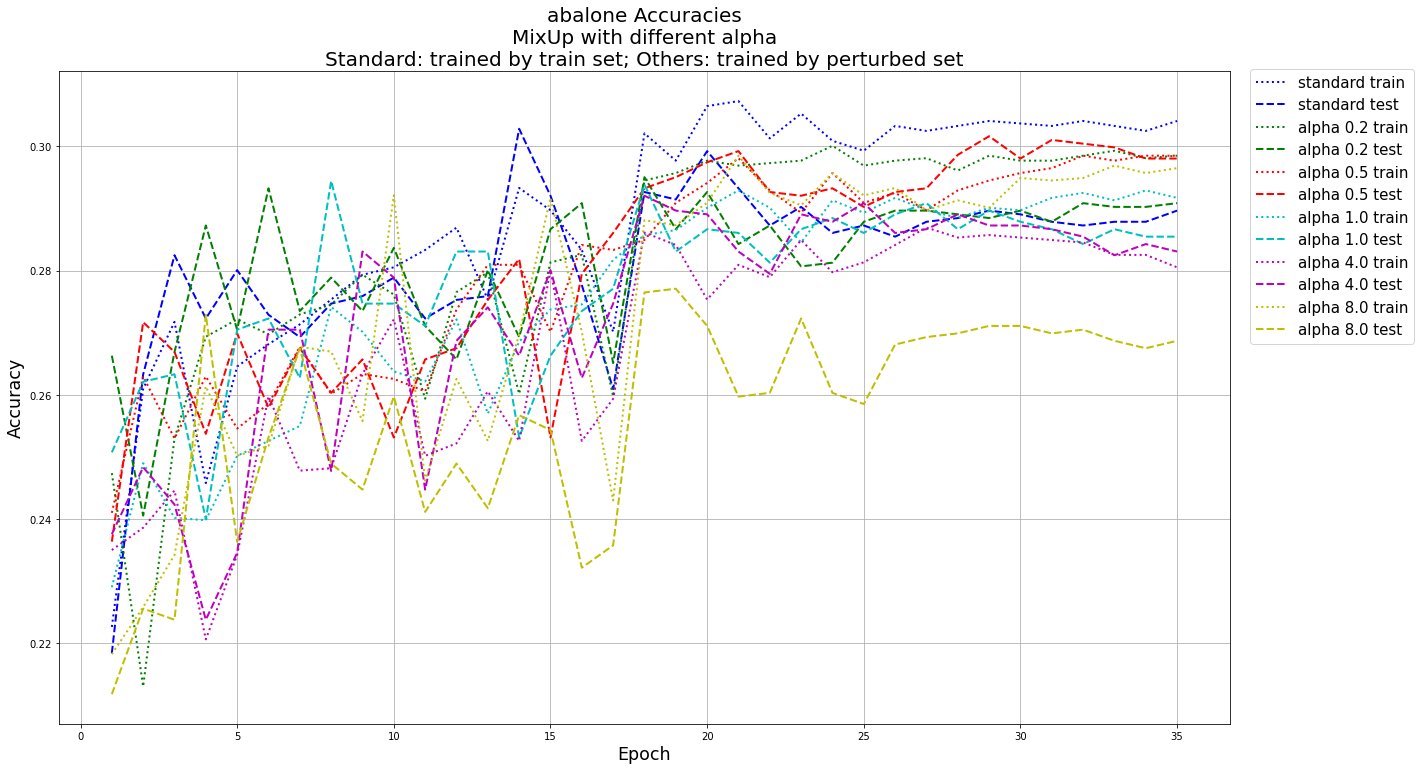 abalone Accuracies
MixUp with different alpha
Standard: trained by train set; Others: trained by perturbed set
standard train
standard test
alpha 0.2 train
alpha 0.2 test
alpha 0.5 train
alpha 0.5 test
alpha 1.0 train
alpha 1.0 test
alpha 4.0 train
alpha 4.0 test
alpha 8.0 train
alpha 8.0 test
Accuracy
0.30
0.28
0.26
0.24
0.22
0 5 10 15 20 25 30 35
Epoch